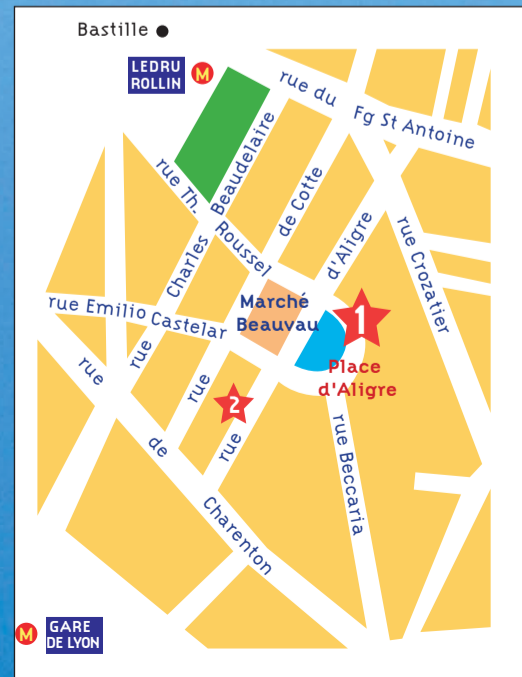 Bastille
LEDRU
ROLLIN
M
rue du Fg St Antoine
rue Th. Roussel
rue Charles Beaudelaire
rue de Cotte
rue d'Aligre
rue Crozatier
Marché
Beauvau
1
rue Emilio Castelar
Place
d'Aligre
2
rue de Charenton
rue Beccaria
M
GARE
DE LYON